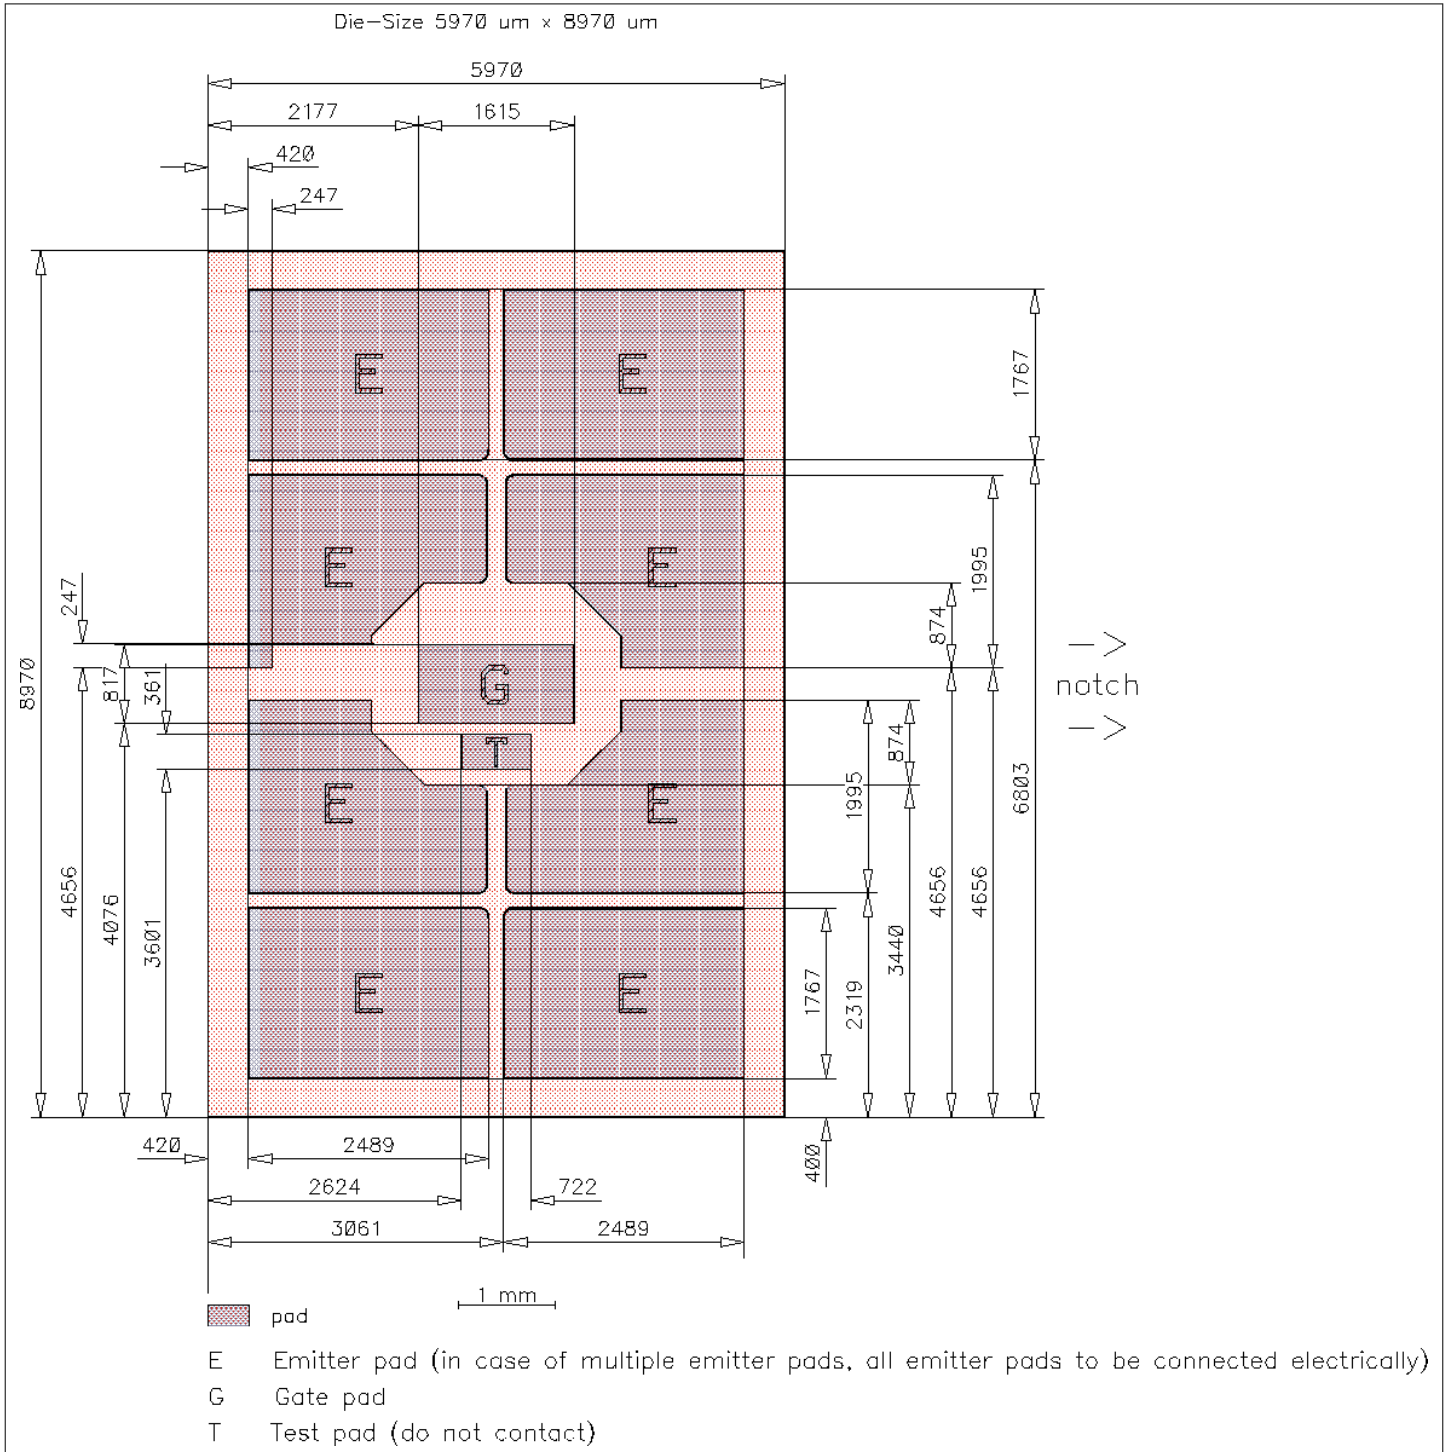 Die-Size 5970 um x 8970 um
5970
2177 1615
420
247
E E
1767
E E
247
1995
874
->
notch
->
817
361
G
8970
T
874
1995
6803
E E
4656
4076
3601
4656
4656
3440
2319
1767
E E
420 2489
400
2624 722
3061 2489
1 mm
pad
E Emitter pad (in case of multiple emitter pads, all emitter pads to be connected electrically)
G Gate pad
T Test pad (do not contact)